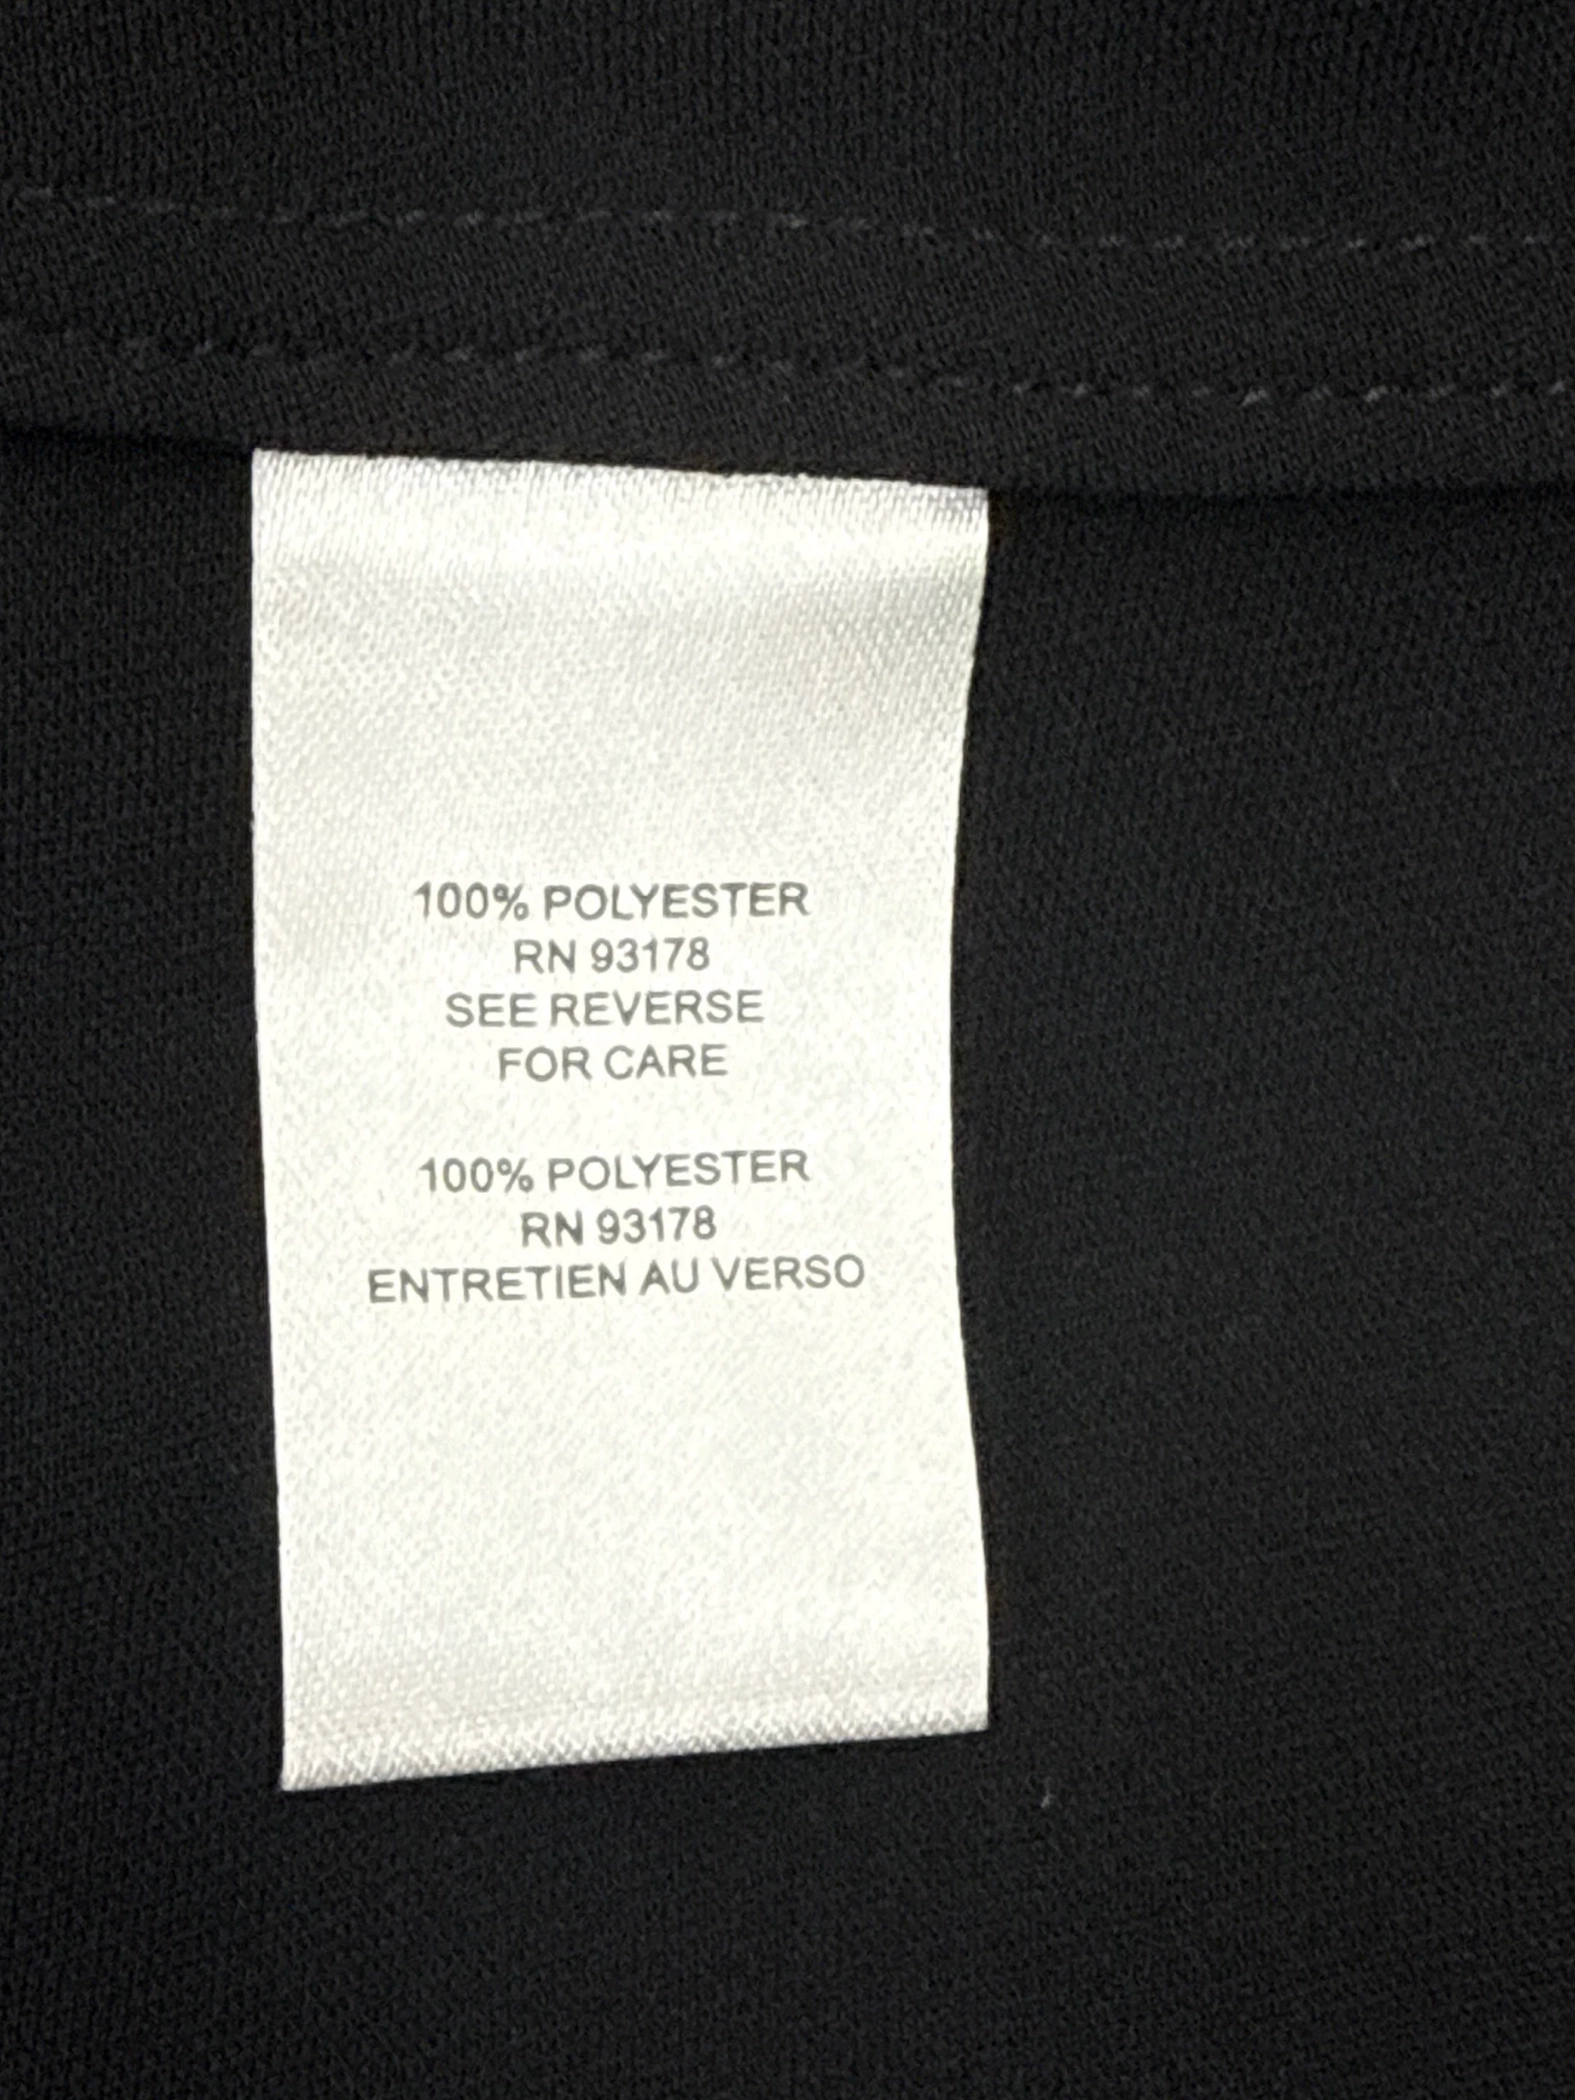 100% POLYESTER
RN 93178
SEE REVERSE
FOR CARE
100% POLYESTER
RN 93178
ENTRETIEN AU VERSO